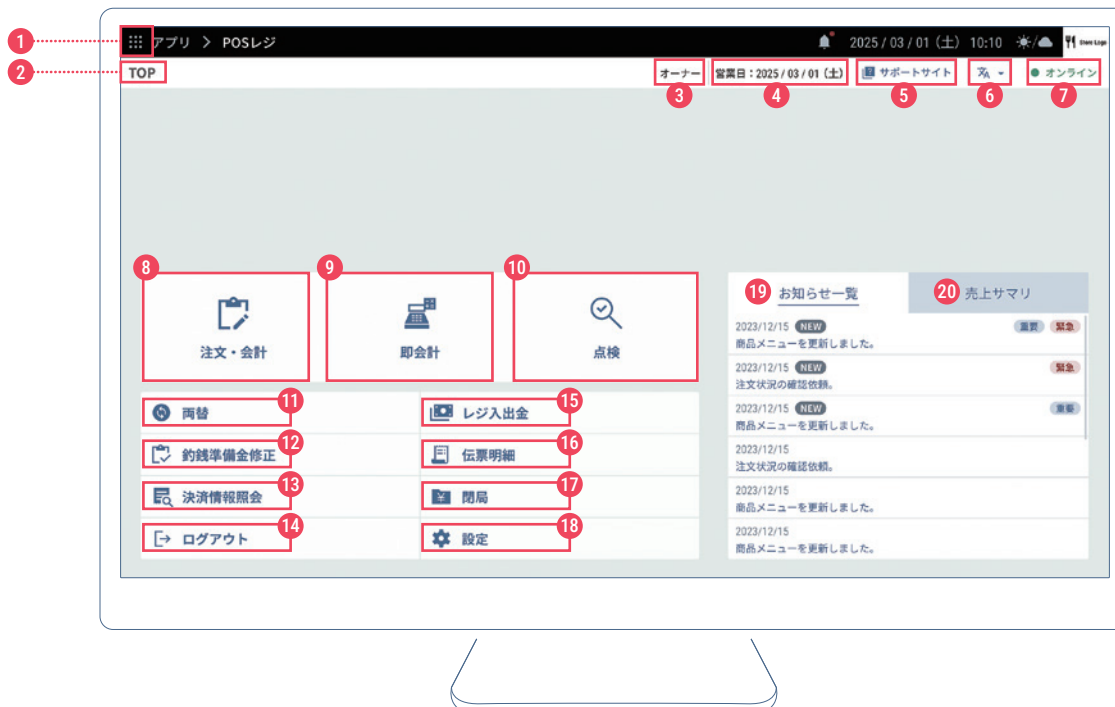 1
アプリ > POSレジ
2025 / 03 / 01 (土) 10:10
Store Logo
2
TOP
オーナー
営業日：2025 / 03 / 01 (土)
サポートサイト
オンライン
3
4
5
6
7
8
注文・会計
9
即会計
10
点検
11
両替
12
釣銭準備金修正
13
決済情報照会
14
ログアウト
15
レジ入出金
16
伝票明細
17
閉局
18
設定
19 お知らせ一覧
20 売上サマリ
2023/12/15 NEW 重要 緊急
商品メニューを更新しました。
2023/12/15 NEW 緊急
注文状況の確認依頼。
2023/12/15 NEW 重要
商品メニューを更新しました。
2023/12/15
注文状況の確認依頼。
2023/12/15
商品メニューを更新しました。
2023/12/15
商品メニューを更新しました。